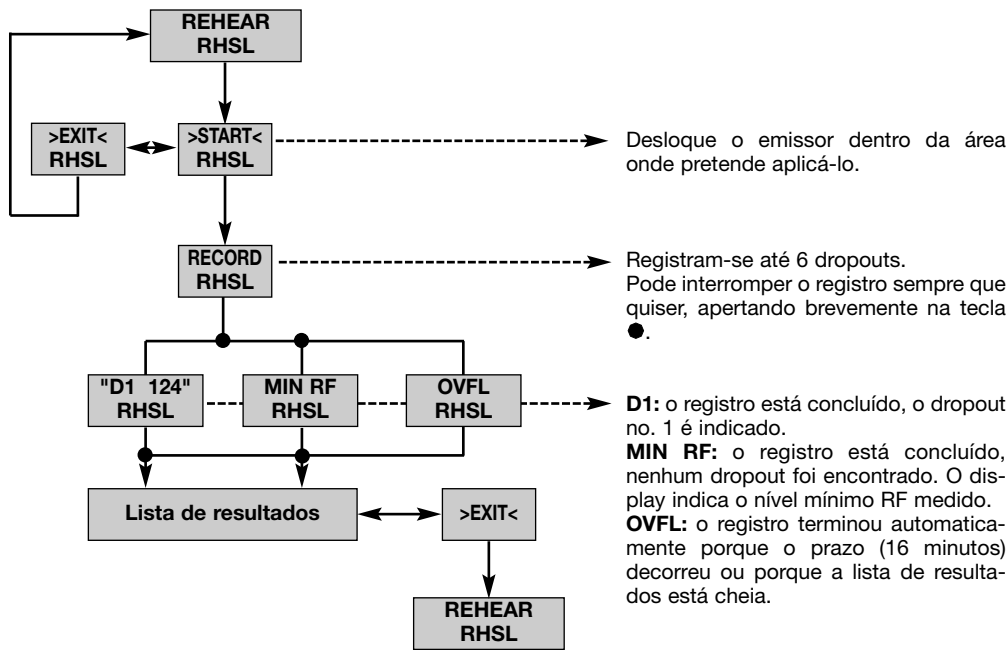 REHEAR
RHSL
>EXIT<
RHSL
>START<
RHSL
Desloque o emissor dentro da área
onde pretende aplicá-lo.
RECORD
RHSL
Registram-se até 6 dropouts.
Pode interromper o registro sempre que
quiser, apertando brevemente na tecla
●.
"D1 124"
RHSL
MIN RF
RHSL
OVFL
RHSL
D1: o registro está concluído, o dropout
no. 1 é indicado.
MIN RF: o registro está concluído,
nenhum dropout foi encontrado. O dis-
play indica o nível mínimo RF medido.
OVFL: o registro terminou automatica-
mente porque o prazo (16 minutos)
decorreu ou porque a lista de resulta-
dos está cheia.
Lista de resultados
>EXIT<
REHEAR
RHSL